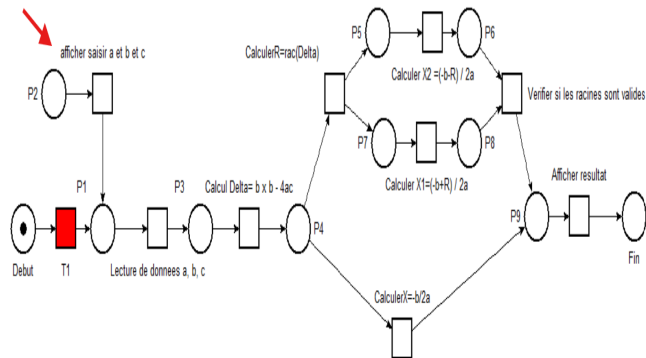 afficher saisir a et b et c
P2
P5
P6
CalculerR=rac(Delta)
Calculer X2 =(-b-R) / 2a
Verifier si les racines sont valides
P7
P8
Calculer X1=(-b+R) / 2a
P1
P3
Calcul Delta= b x b - 4ac
Afficher resultat
P4
P9
Debut
T1
Lecture de donnees a, b, c
Fin
CalculerX=-b/2a